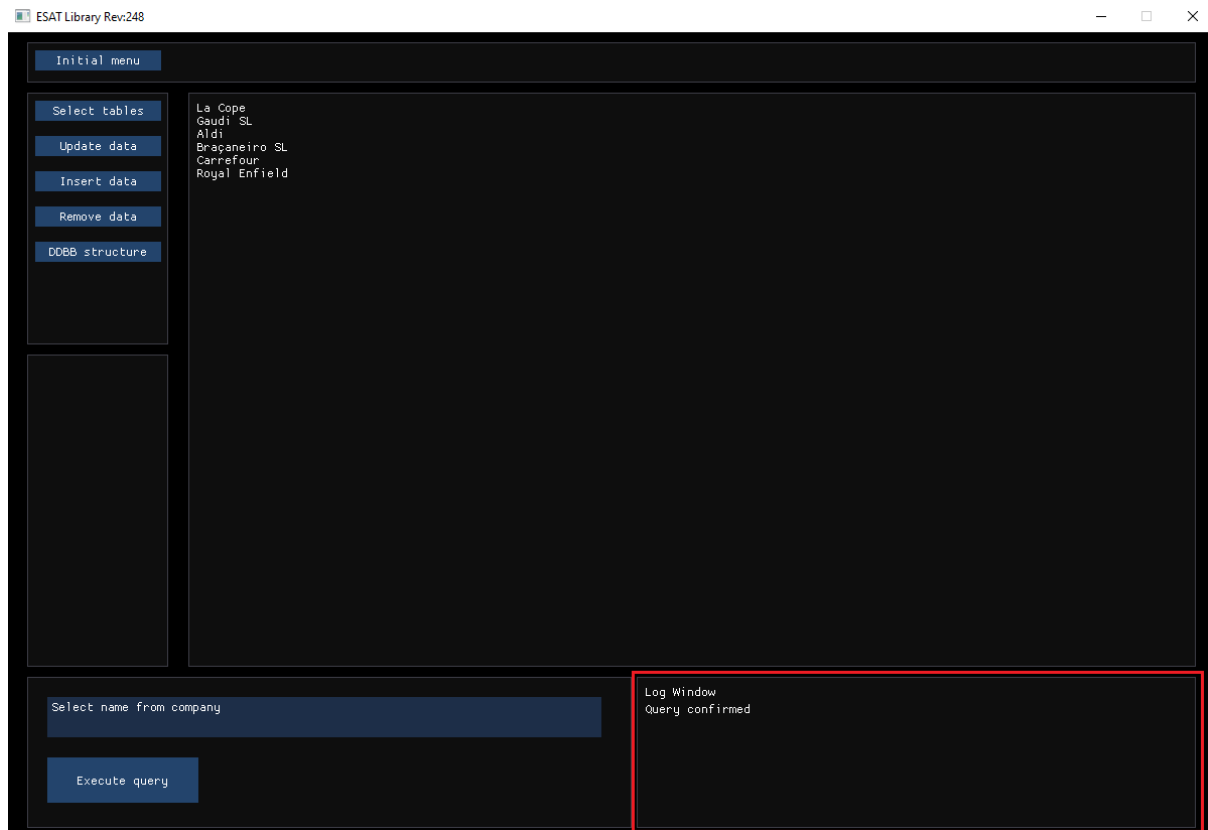 ESAT Library Rev:248
Initial menu
Select tables
Update data
Insert data
Remove data
DDBB structure
La Cope
Gaudi SL
Aldi
Braçaneiro SL
Carrefour
Royal Enfield
Select name from company
Execute query
Log Window
Query confirmed